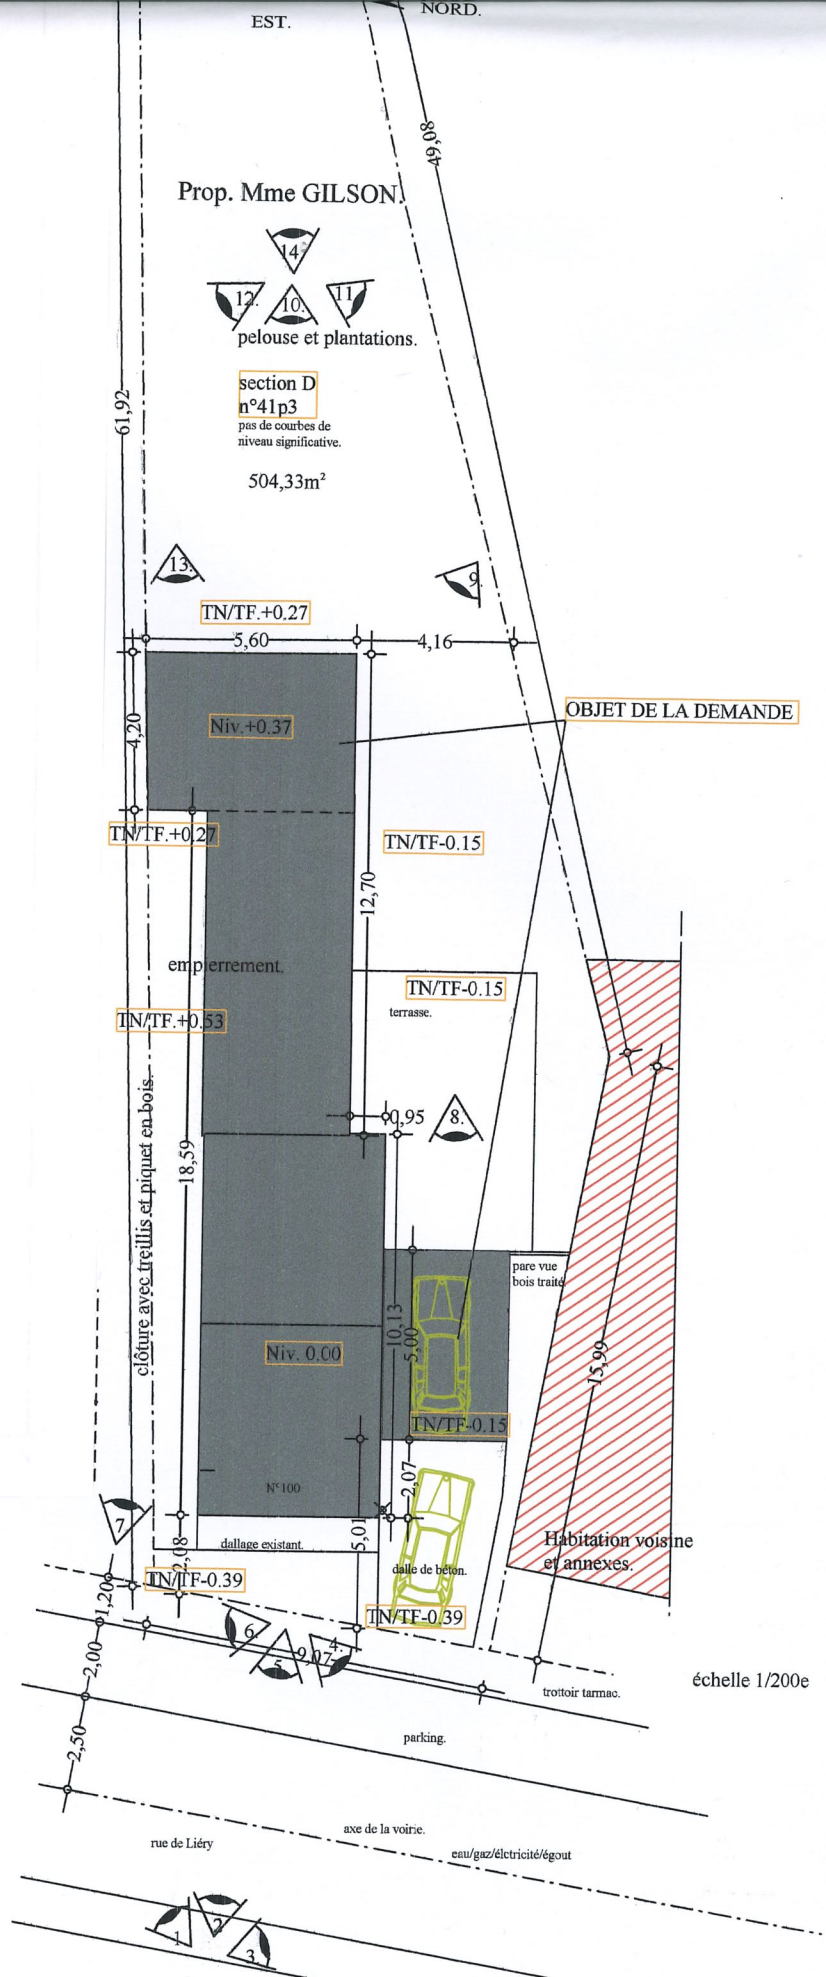 EST.
NORD.
49,08
Prop. Mme GILSON.
14.
12.
10.
11.
pelouse et plantations.
61,92
section D
n°41p3
pas de courbes de
niveau significative.
504,33m²
13.
9.
TN/TF.+0.27
5,60
4,16
OBJET DE LA DEMANDE
Niv.+0.37
4,20
TN/TF.+0.27
TN/TF-0.15
12,70
empierrement.
TN/TF-0.15
terrasse.
TN/TF.+0.53
0,95
8.
clôture avec treillis et piquet en bois.
18,59
pare vue
bois traité
10,13
5,00
Niv. 0.00
15,99
TN/TF-0.15
N°100
2,07
7.
5,01
dallage existant.
2,08
Habitation voisine
et annexes.
dalle de béton.
TN/TF-0.39
1,20
TN/TF-0.39
6.
5.
9,07
4.
2,00
échelle 1/200e
trottoir tarmac.
parking.
2,50
axe de la voirie.
rue de Liéry
eau/gaz/élctricité/égout
1.
2.
3.